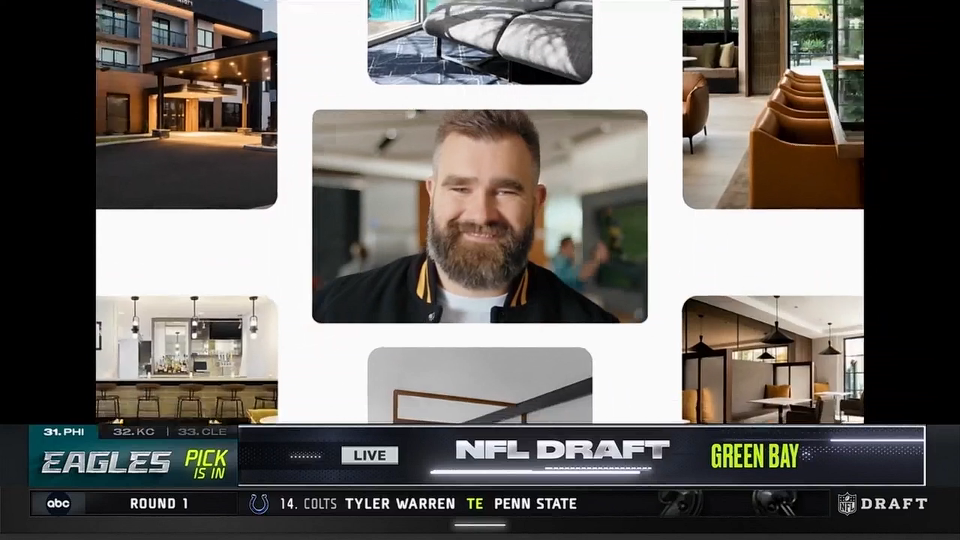 31. PHI
32. KC
33. CLE
EAGLES
PICK
IS IN
LIVE
NFL DRAFT
GREEN BAY
abc
ROUND 1
14. COLTS TYLER WARREN TE PENN STATE
NFL
DRAFT